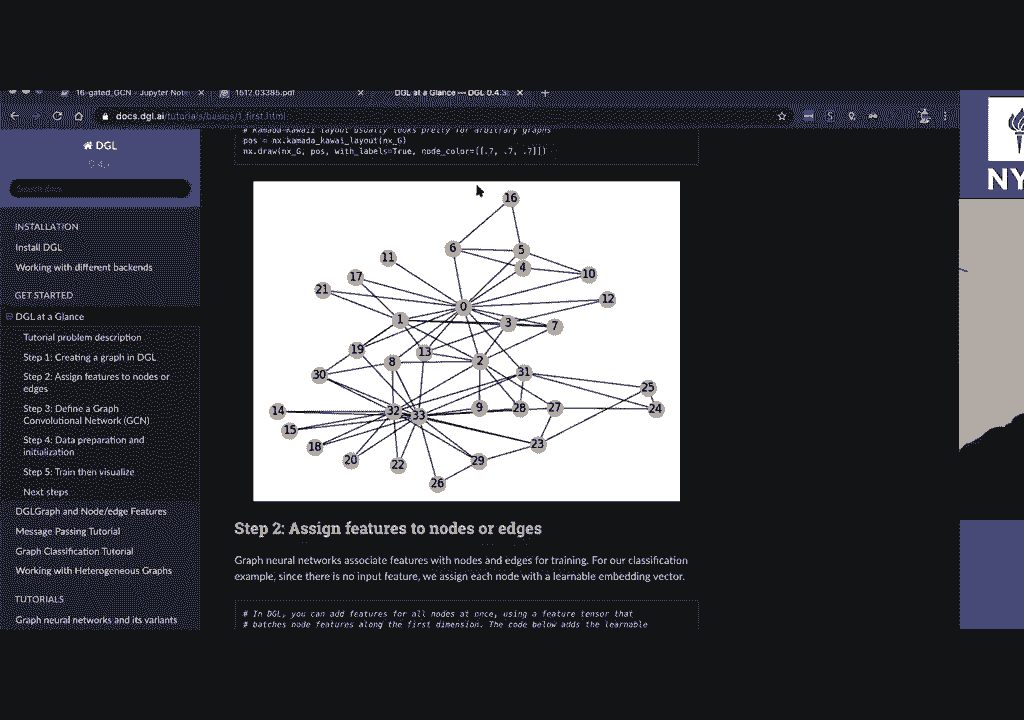 16-gated_GCN - Jupyter Not
1512.03385.pdf
DGL at a Glance — DGL 0.4.3
docs.dgl.ai/tutorials/basics/1_first.html
S
NY
DGL
Search docs
INSTALLATION
Install DGL
Working with different backends
GET STARTED
DGL at a Glance
Tutorial problem description
Step 1: Creating a graph in DGL
Step 2: Assign features to nodes or
edges
Step 3: Define a Graph
Convolutional Network (GCN)
Step 4: Data preparation and
initialization
Step 5: Train then visualize
Next steps
DGLGraph and Node/edge Features
Message Passing Tutorial
Graph Classification Tutorial
Working with Heterogeneous Graphs
TUTORIALS
Graph neural networks and its variants
# Kamada-Kawaii layout usually looks pretty for arbitrary graphs
pos = nx.kamada_kawai_layout(nx_G)
nx.draw(nx_G, pos, with_labels=True, node_color=[[.7, .7, .7]])
16
6
5
11
4
17
10
21
12
0
1
3
7
19
13
8
2
30
31
25
14
32
33
9
28
27
24
15
18
23
20
22
29
26
Step 2: Assign features to nodes or edges
Graph neural networks associate features with nodes and edges for training. For our classification
example, since there is no input feature, we assign each node with a learnable embedding vector.
# In DGL, you can add features for all nodes at once, using a feature tensor that
# batches node features along the first dimension. The code below adds the learnable